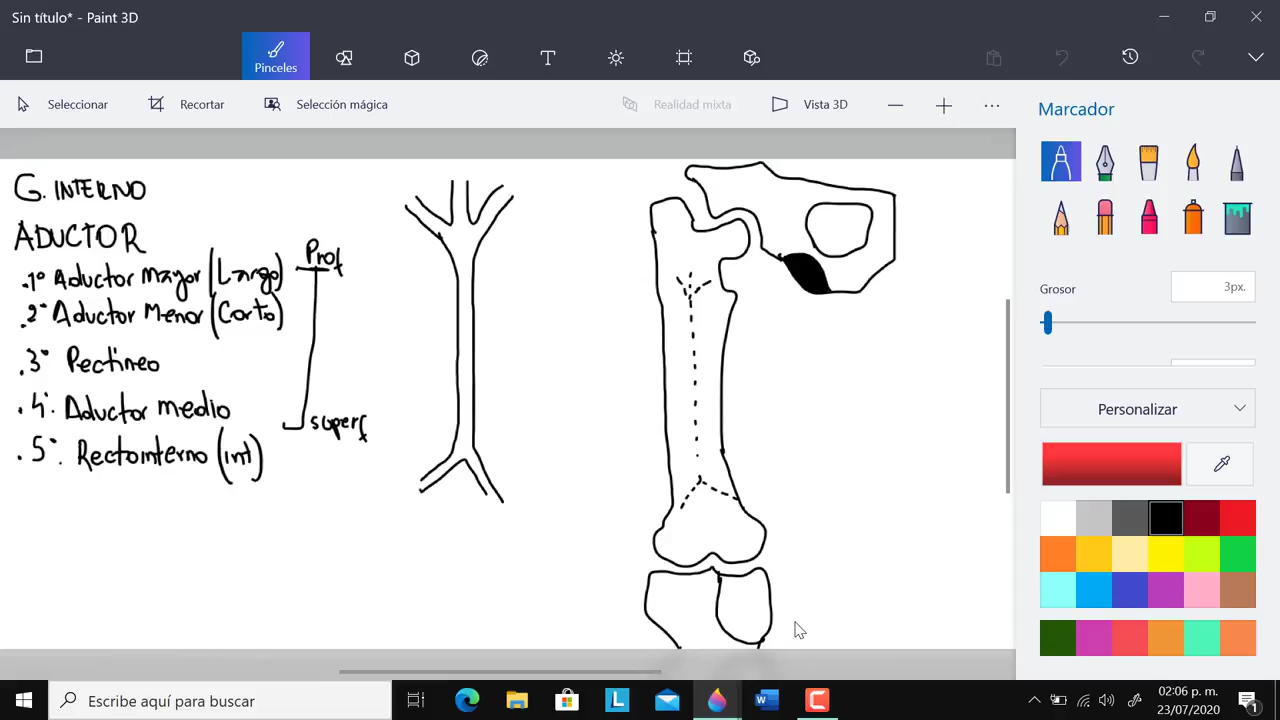 Sin título* - Paint 3D
Pinceles
Seleccionar
Recortar
Selección mágica
Realidad mixta
Vista 3D
Marcador
Grosor
3px.
Personalizar
G. INTERNO
ADUCTOR
.1° Aductor Mayor (Largo)
.2° Aductor Menor (Corto)
.3° Pectineo
.4° Aductor medio
.5° Rectointerno (int)
Prof
superf
Escribe aquí para buscar
02:06 p. m.
23/07/2020
1